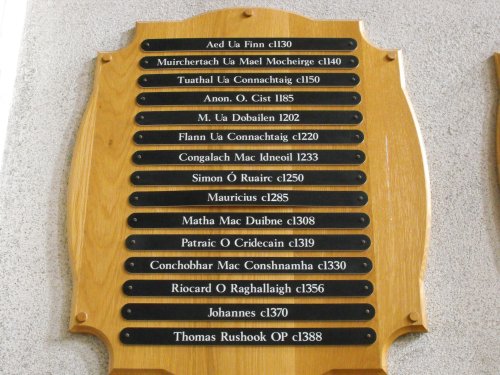 Aed Ua Finn c1130
Muirchertach Ua Mael Mocheirge c1140
Tuathal Ua Connachtaig c1150
Anon. O. Cist 1185
M. Ua Dobailen 1202
Flann Ua Connachtaig c1220
Congalach Mac Idneoil 1233
Simon Ó Ruairc c1250
Mauricius c1285
Matha Mac Duibne c1308
Patraic O Cridecain c1319
Conchobhar Mac Conshnamha c1330
Riocard O Raghallaigh c1356
Johannes c1370
Thomas Rushook OP c1388